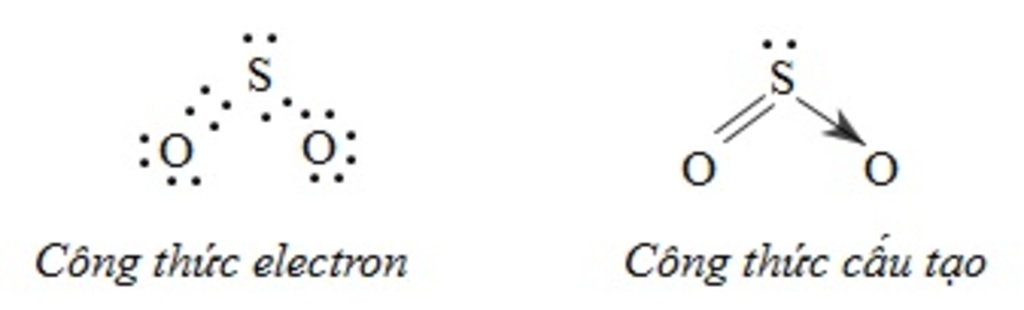 S S
O O O O
Công thức electron Công thức cấu tạo